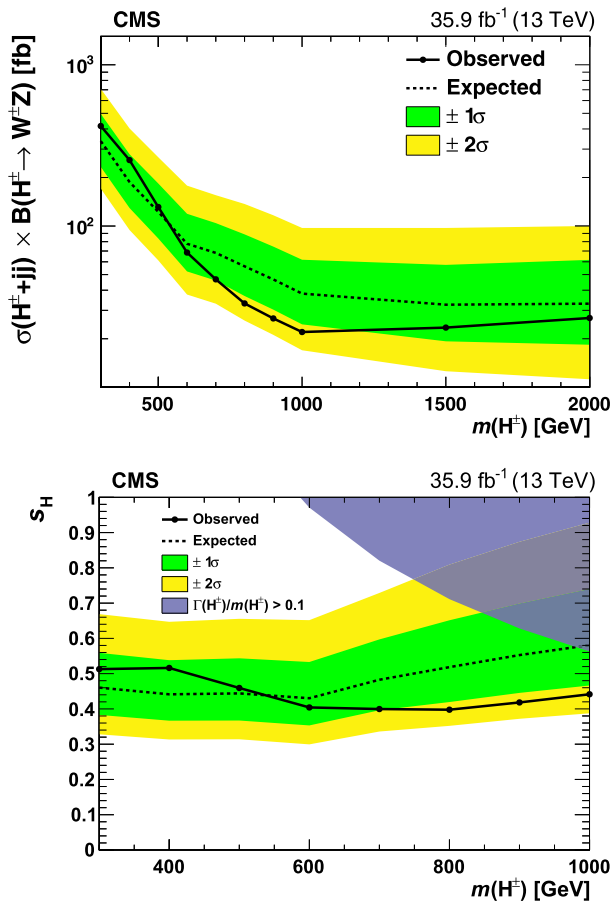 CMS 35.9 fb⁻¹ (13 TeV)
σ(H±+jj) × B(H±→ W±Z) [fb]
10³
10²
Observed
Expected
± 1σ
± 2σ
500 1000 1500 2000
m(H±) [GeV]
CMS 35.9 fb⁻¹ (13 TeV)
s_H
1
0.9
0.8
0.7
0.6
0.5
0.4
0.3
0.2
0.1
0
Observed
Expected
± 1σ
± 2σ
Γ(H±)/m(H±) > 0.1
400 600 800 1000
m(H±) [GeV]